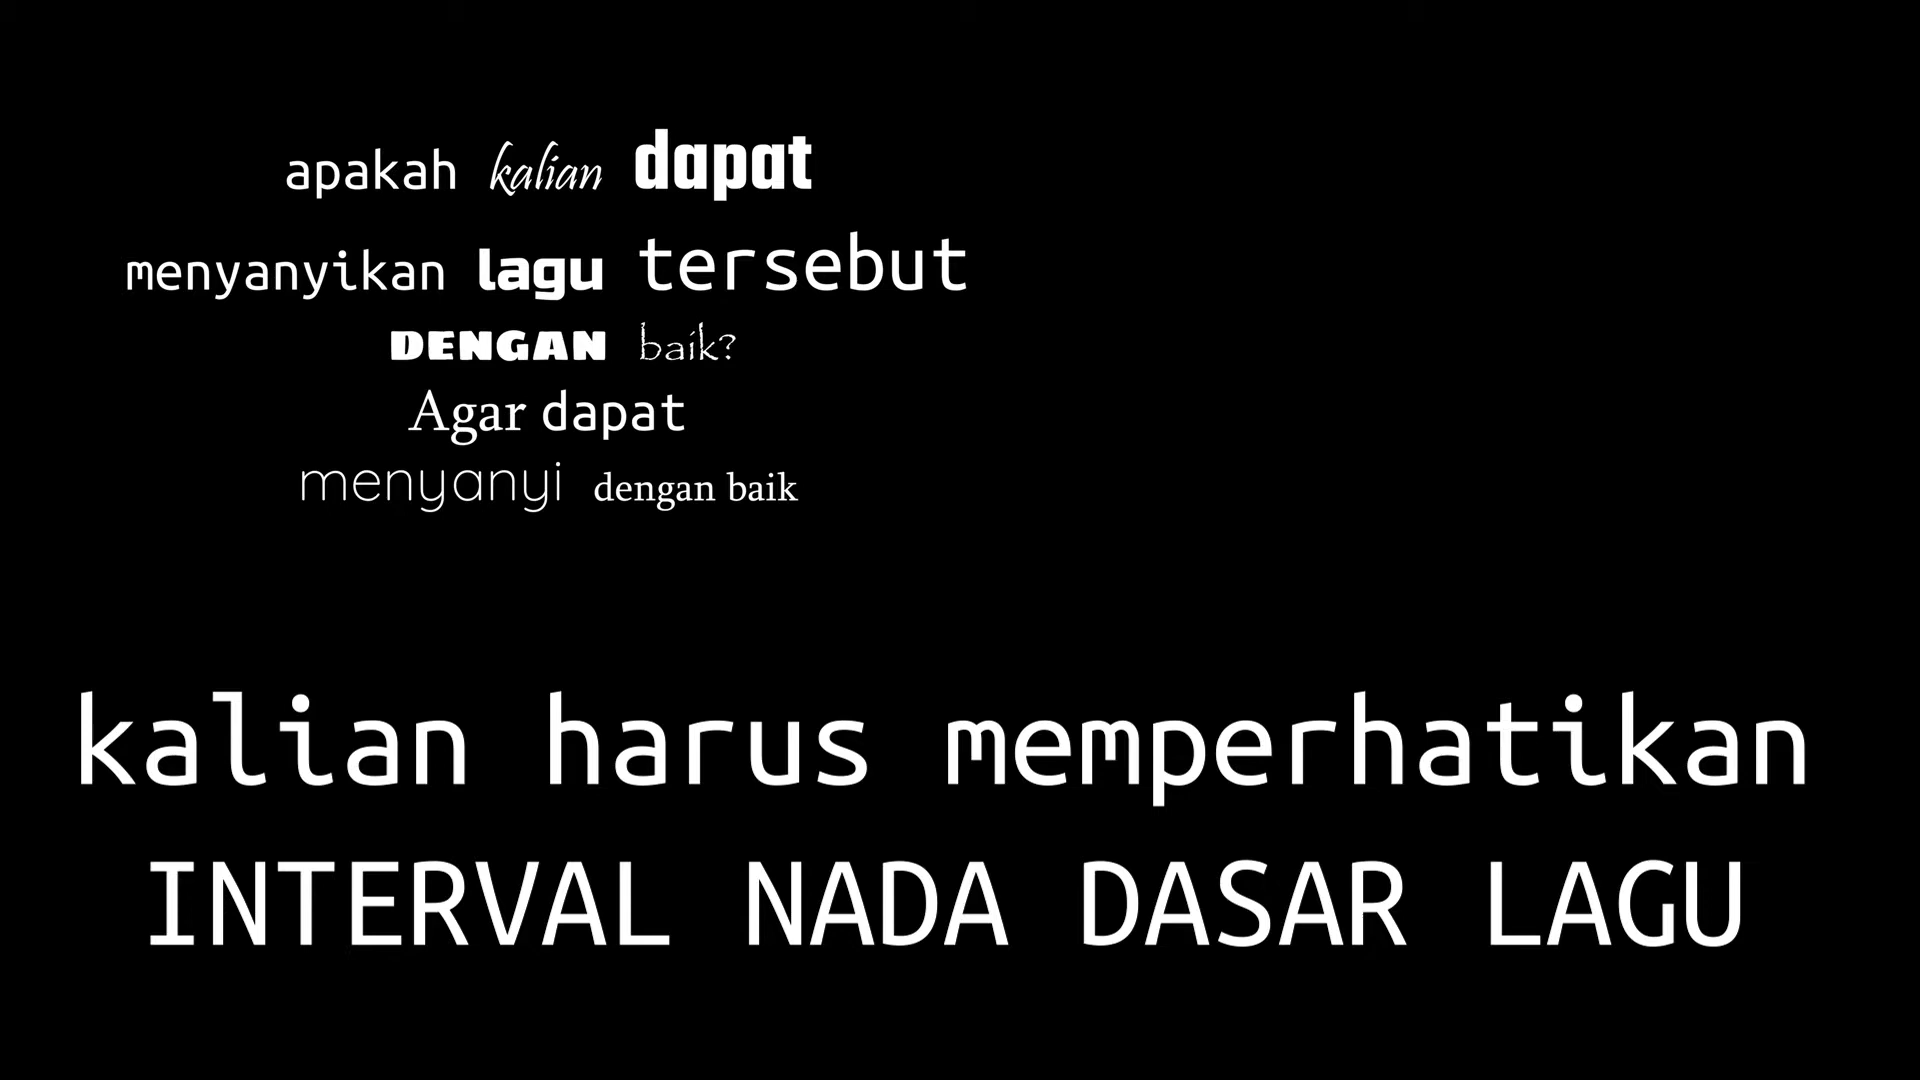 apakah kalian dapat
menyanyikan lagu tersebut
DENGAN baik?
Agar dapat
menyanyi dengan baik
kalian harus memperhatikan
INTERVAL NADA DASAR LAGU